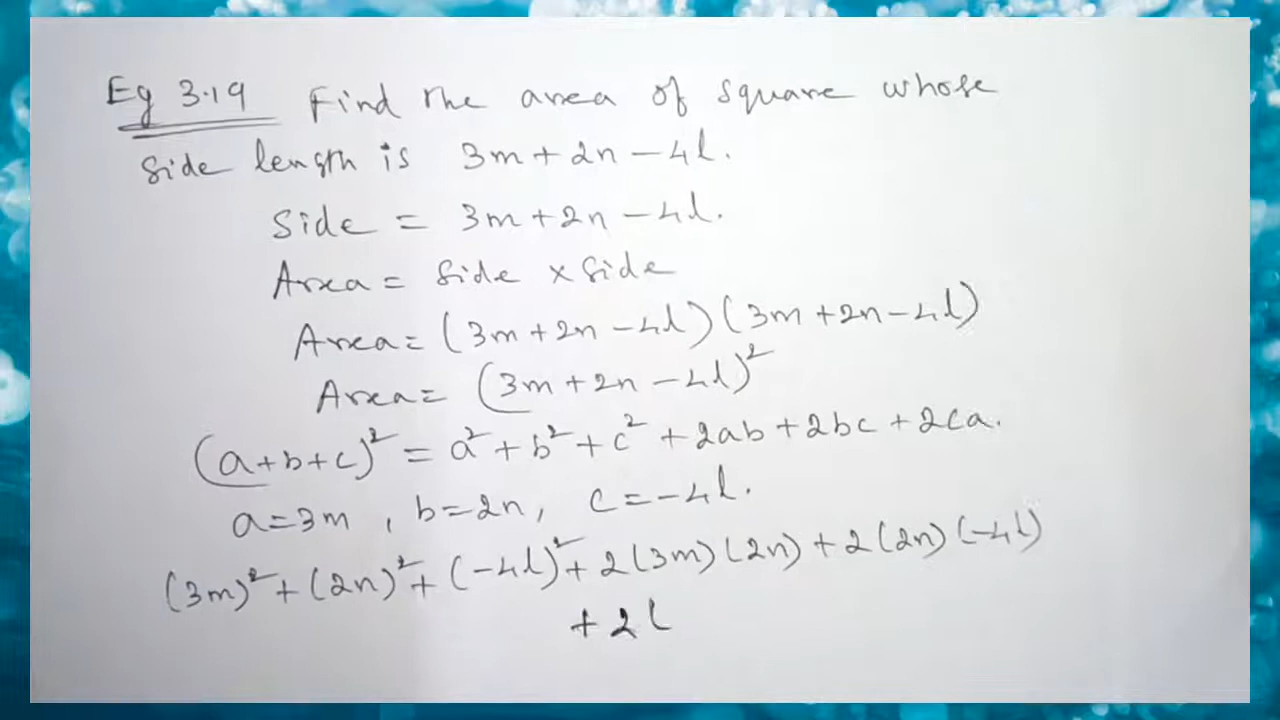 Eg 3.19 Find the area of square whose
side length is 3m + 2n - 4l.
Side = 3m + 2n - 4l.
Area = Side × Side
Area = (3m + 2n - 4l) (3m + 2n - 4l)
Area = (3m + 2n - 4l)²
(a+b+c)² = a² + b² + c² + 2ab + 2bc + 2ca.
a = 3m , b = 2n, c = -4l.
(3m)² + (2n)² + (-4l)² + 2(3m)(2n) + 2(2n)(-4l)
+ 2(